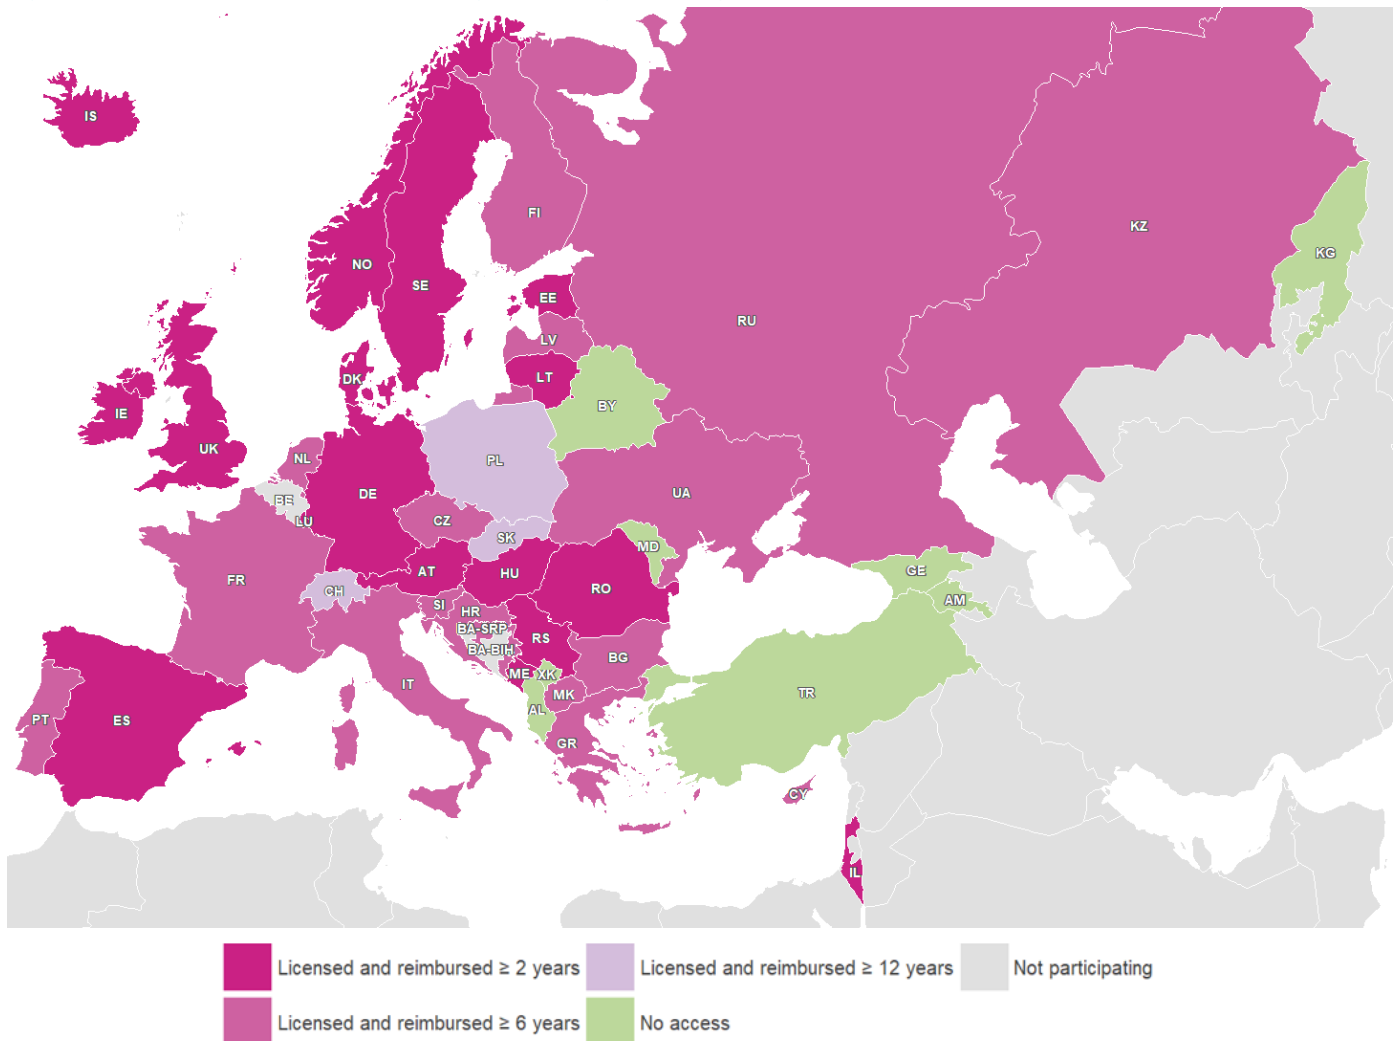 IS
NO
SE
FI
RU
KZ
KG
EE
LV
LT
DK
BY
IE
UK
NL
BE
LU
DE
PL
CZ
SK
UA
MD
FR
CH
AT
HU
RO
SI
HR
BA-SRP
BA-BIH
RS
BG
ME
XK
MK
AL
GR
IT
PT
ES
GE
AM
TR
CY
IL
Licensed and reimbursed ≥ 2 years
Licensed and reimbursed ≥ 12 years
Not participating
Licensed and reimbursed ≥ 6 years
No access